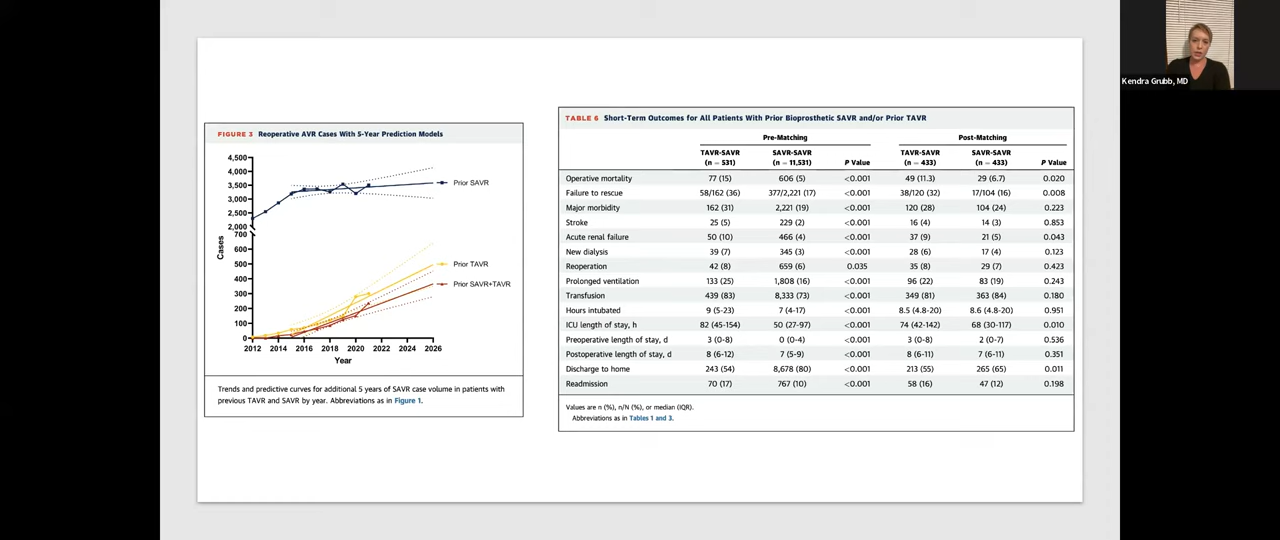 Kendra Grubb, MD
FIGURE 3 Reoperative AVR Cases With 5-Year Prediction Models
4,500
4,000
3,500
3,000
2,500
2,000
700
600
500
400
300
200
100
0
Cases
Prior SAVR
Prior TAVR
Prior SAVR+TAVR
2012 2014 2016 2018 2020 2022 2024 2026
Year
Trends and predictive curves for additional 5 years of SAVR case volume in patients with
previous TAVR and SAVR by year. Abbreviations as in Figure 1.
TABLE 6 Short-Term Outcomes for All Patients With Prior Bioprosthetic SAVR and/or Prior TAVR
Pre-Matching Post-Matching
TAVR-SAVR SAVR-SAVR TAVR-SAVR SAVR-SAVR
(n = 531) (n = 11,531) P Value (n = 433) (n = 433) P Value
Operative mortality 77 (15) 606 (5) <0.001 49 (11.3) 29 (6.7) 0.020
Failure to rescue 58/162 (36) 377/2,221 (17) <0.001 38/120 (32) 17/104 (16) 0.008
Major morbidity 162 (31) 2,221 (19) <0.001 120 (28) 104 (24) 0.223
Stroke 25 (5) 229 (2) <0.001 16 (4) 14 (3) 0.853
Acute renal failure 50 (10) 466 (4) <0.001 37 (9) 21 (5) 0.043
New dialysis 39 (7) 345 (3) <0.001 28 (6) 17 (4) 0.123
Reoperation 42 (8) 659 (6) 0.035 35 (8) 29 (7) 0.423
Prolonged ventilation 133 (25) 1,808 (16) <0.001 96 (22) 83 (19) 0.243
Transfusion 439 (83) 8,333 (73) <0.001 349 (81) 363 (84) 0.180
Hours intubated 9 (5-23) 7 (4-17) <0.001 8.5 (4.8-20) 8.6 (4.8-20) 0.951
ICU length of stay, h 82 (45-154) 50 (27-97) <0.001 74 (42-142) 68 (30-117) 0.010
Preoperative length of stay, d 3 (0-8) 0 (0-4) <0.001 3 (0-8) 2 (0-7) 0.536
Postoperative length of stay, d 8 (6-12) 7 (5-9) <0.001 8 (6-11) 7 (6-11) 0.351
Discharge to home 243 (54) 8,678 (80) <0.001 213 (55) 265 (65) 0.011
Readmission 70 (17) 767 (10) <0.001 58 (16) 47 (12) 0.198
Values are n (%), n/N (%), or median (IQR).
Abbreviations as in Tables 1 and 3.